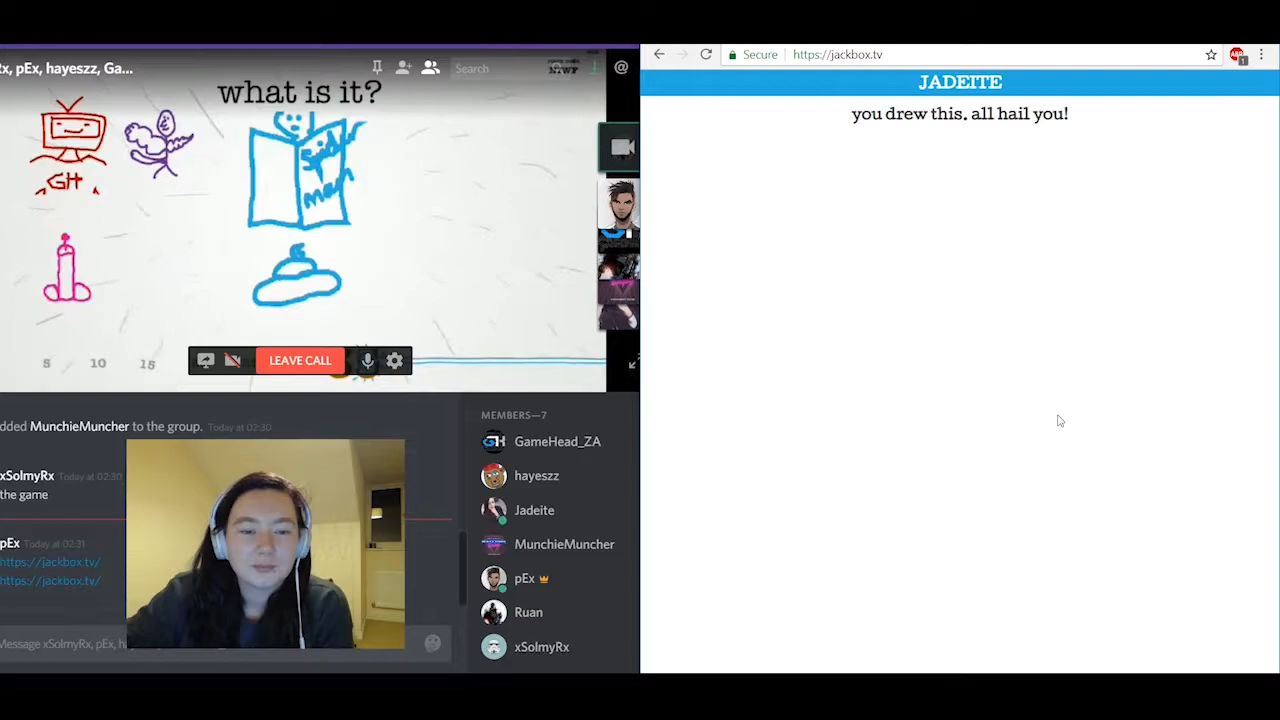 Rx, pEx, hayeszz, Ga...
Search
what is it?
GH
Spider
man
5 10 15
LEAVE CALL
dded MunchieMuncher to the group. Today at 02:30
xSolmyRx Today at 02:30
the game
pEx Today at 02:31
https://jackbox.tv/
https://jackbox.tv/
Message xSolmyRx, pEx, h
MEMBERS—7
GameHead_ZA
hayeszz
Jadeite
MunchieMuncher
pEx
Ruan
xSolmyRx
Secure https://jackbox.tv
JADEITE
you drew this. all hail you!